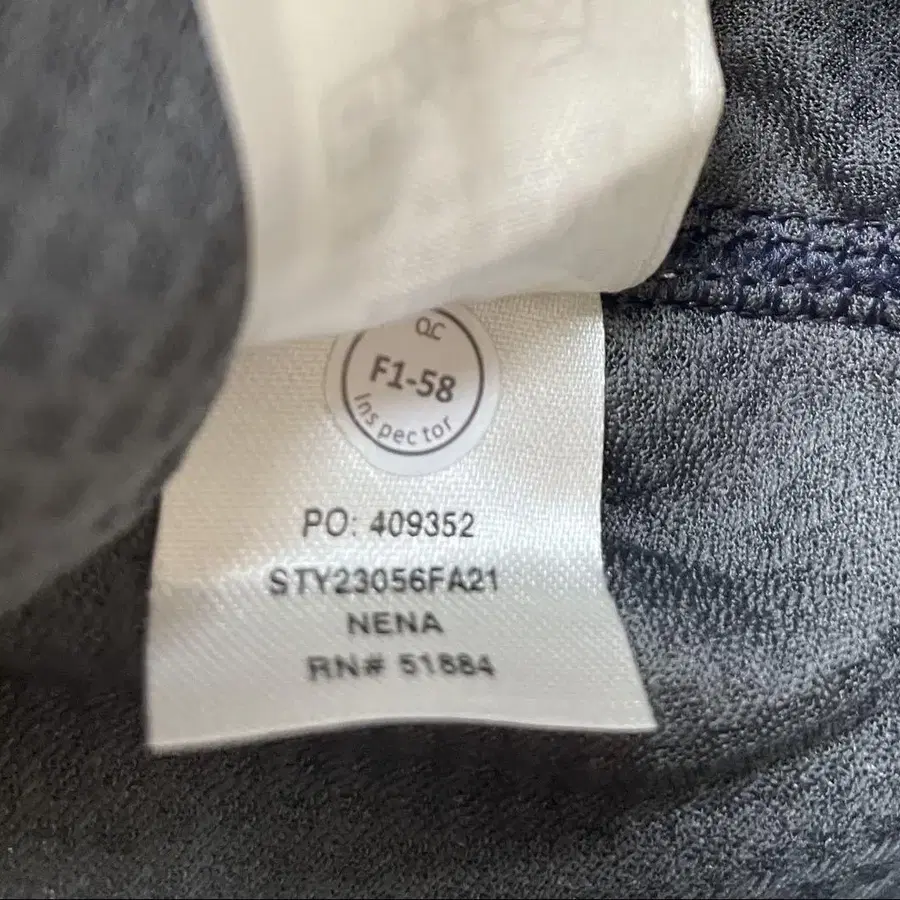 QC
F1-58
Inspector
PO: 409352
STY23056FA21
NENA
RN# 51884